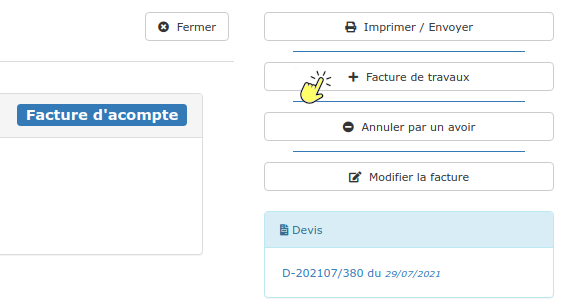 Fermer
Imprimer / Envoyer
Facture de travaux
Facture d'acompte
Annuler par un avoir
Modifier la facture
Devis
D-202107/380 du 29/07/2021